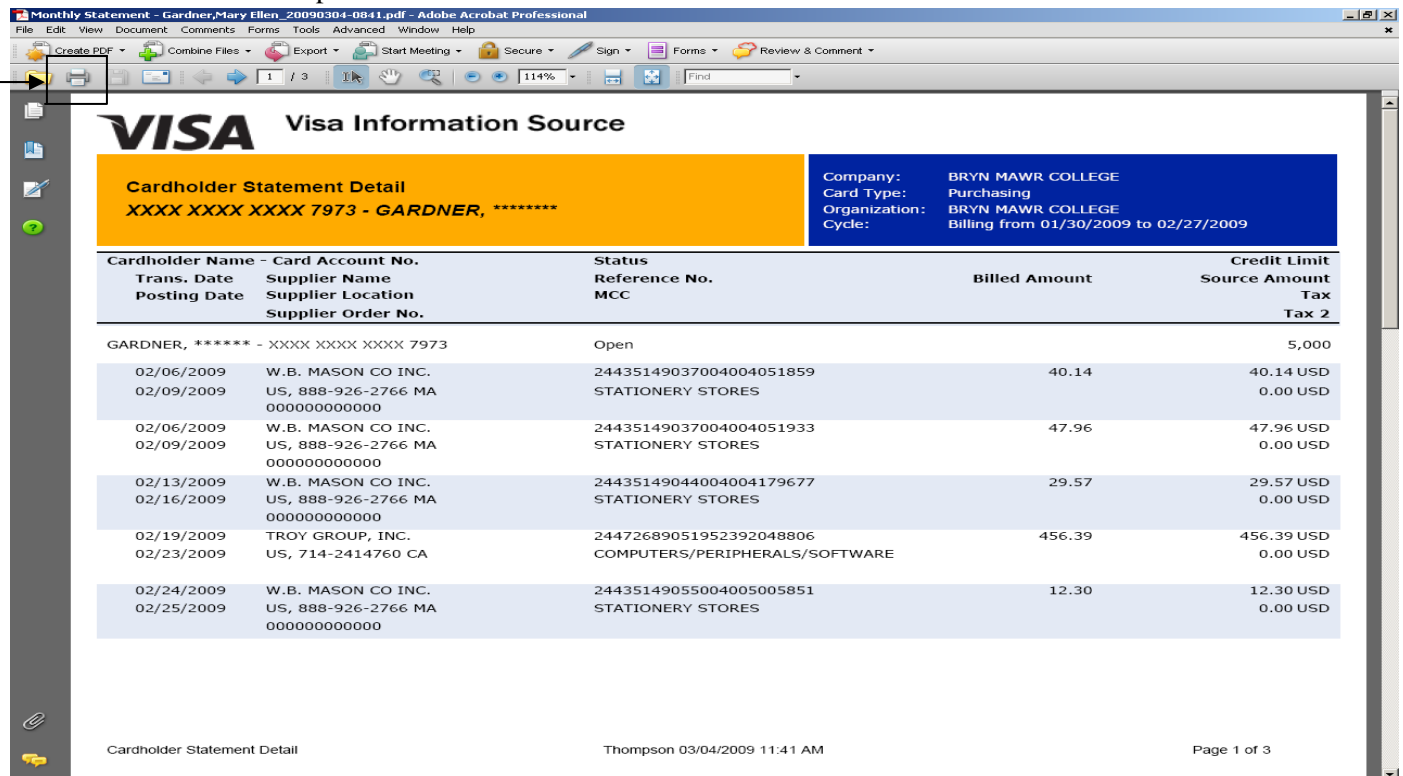 Monthly Statement - Gardner,Mary Ellen_20090304-0841.pdf - Adobe Acrobat Professional
File Edit View Document Comments Forms Tools Advanced Window Help
Create PDF Combine Files Export Start Meeting Secure Sign Forms Review & Comment
1 / 3 114% Find
VISA Visa Information Source
Cardholder Statement Detail
XXXX XXXX XXXX 7973 - GARDNER, ********
Company: BRYN MAWR COLLEGE
Card Type: Purchasing
Organization: BRYN MAWR COLLEGE
Cycle: Billing from 01/30/2009 to 02/27/2009
Cardholder Name - Card Account No. Status Credit Limit
Trans. Date Supplier Name Reference No. Billed Amount Source Amount
Posting Date Supplier Location MCC Tax
Supplier Order No. Tax 2
GARDNER, ****** - XXXX XXXX XXXX 7973 Open 5,000
02/06/2009 W.B. MASON CO INC. 24435149037004004051859 40.14 40.14 USD
02/09/2009 US, 888-926-2766 MA STATIONERY STORES 0.00 USD
000000000000
02/06/2009 W.B. MASON CO INC. 24435149037004004051933 47.96 47.96 USD
02/09/2009 US, 888-926-2766 MA STATIONERY STORES 0.00 USD
000000000000
02/13/2009 W.B. MASON CO INC. 24435149044004004179677 29.57 29.57 USD
02/16/2009 US, 888-926-2766 MA STATIONERY STORES 0.00 USD
000000000000
02/19/2009 TROY GROUP, INC. 24472689051952392048806 456.39 456.39 USD
02/23/2009 US, 714-2414760 CA COMPUTERS/PERIPHERALS/SOFTWARE 0.00 USD
02/24/2009 W.B. MASON CO INC. 24435149055004005005851 12.30 12.30 USD
02/25/2009 US, 888-926-2766 MA STATIONERY STORES 0.00 USD
000000000000
Cardholder Statement Detail Thompson 03/04/2009 11:41 AM Page 1 of 3